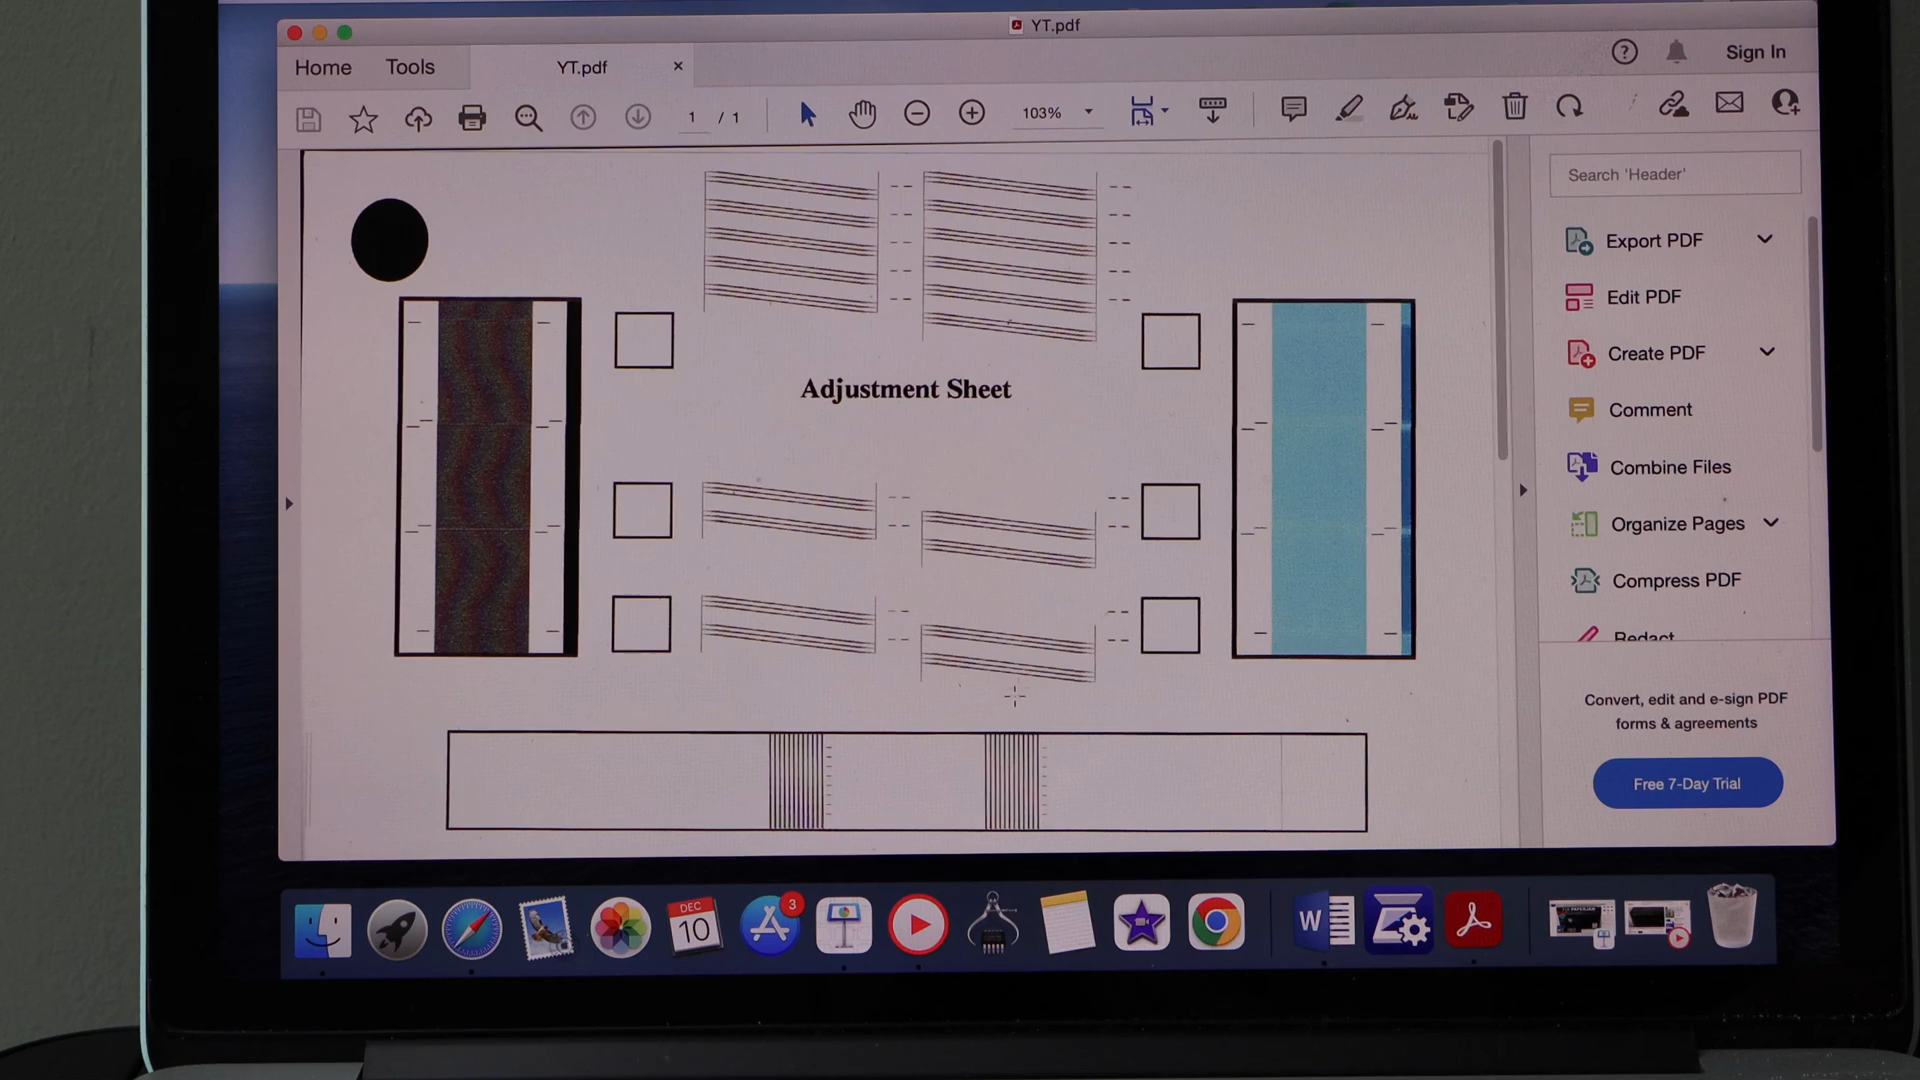 YT.pdf
Home
Tools
YT.pdf
Sign In
1 / 1
103%
Search 'Header'
Export PDF
Edit PDF
Create PDF
Comment
Combine Files
Organize Pages
Compress PDF
Redact
Convert, edit and e-sign PDF
forms & agreements
Free 7-Day Trial
Adjustment Sheet
DEC
10
3
W